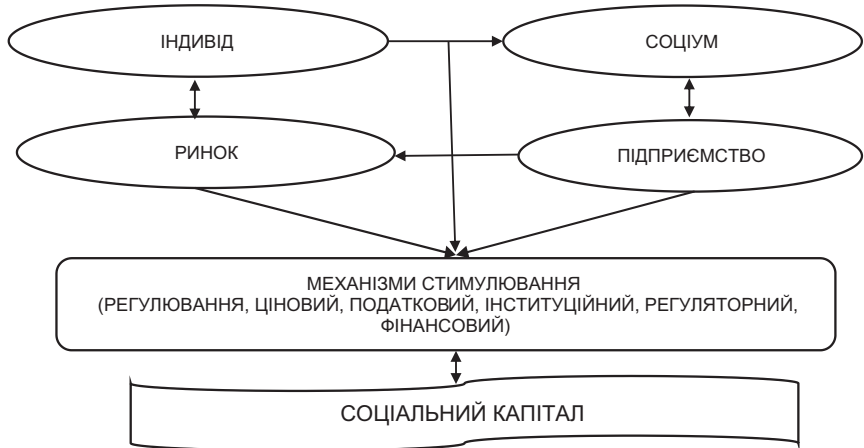 ІНДИВІД
СОЦІУМ
РИНОК
ПІДПРИЄМСТВО
МЕХАНІЗМИ СТИМУЛЮВАННЯ
(РЕГУЛЮВАННЯ, ЦІНОВИЙ, ПОДАТКОВИЙ, ІНСТИТУЦІЙНИЙ, РЕГУЛЯТОРНИЙ,
ФІНАНСОВИЙ)
СОЦІАЛЬНИЙ КАПІТАЛ